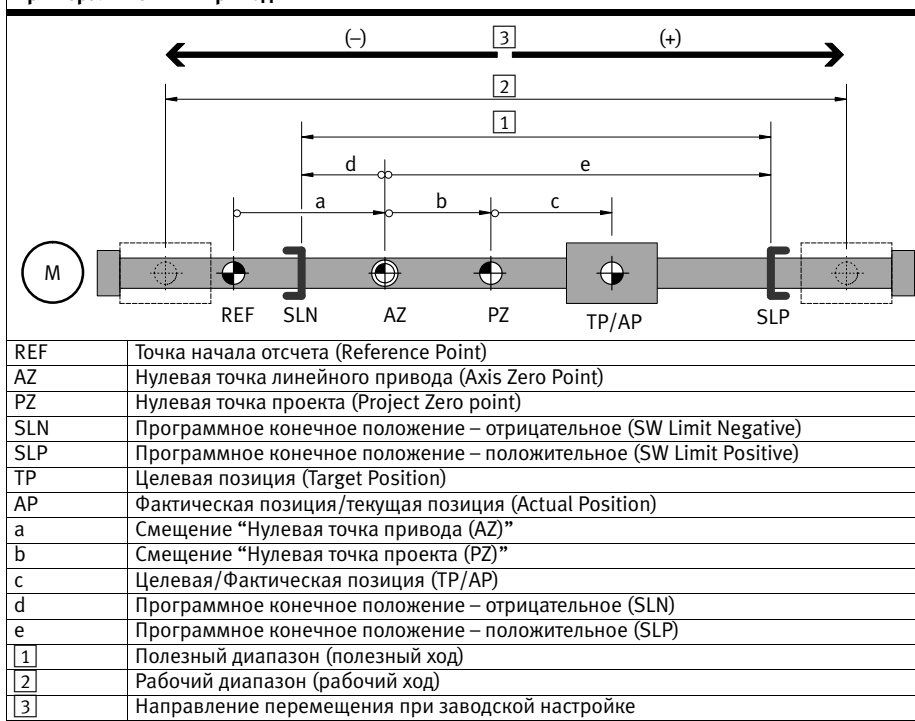 (–) 3 (+)
2
1
d e
a b c
M
REF SLN AZ PZ TP/AP SLP
REF Точка начала отсчета (Reference Point)
AZ Нулевая точка линейного привода (Axis Zero Point)
PZ Нулевая точка проекта (Project Zero point)
SLN Программное конечное положение – отрицательное (SW Limit Negative)
SLP Программное конечное положение – положительное (SW Limit Positive)
TP Целевая позиция (Target Position)
AP Фактическая позиция/текущая позиция (Actual Position)
a Смещение “Нулевая точка привода (AZ)”
b Смещение “Нулевая точка проекта (PZ)”
c Целевая/Фактическая позиция (TP/AP)
d Программное конечное положение – отрицательное (SLN)
e Программное конечное положение – положительное (SLP)
1 Полезный диапазон (полезный ход)
2 Рабочий диапазон (рабочий ход)
3 Направление перемещения при заводской настройке